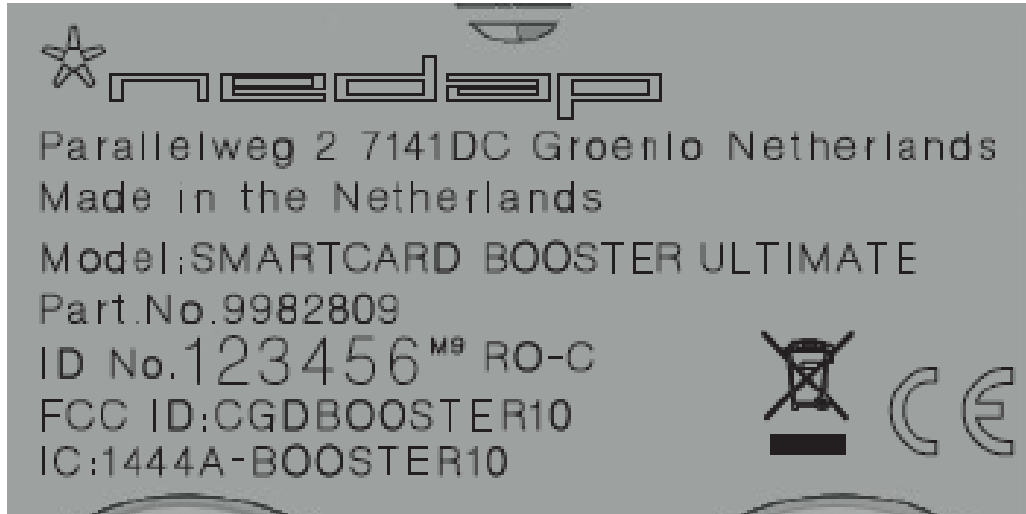 nedap
Parallelweg 2 7141DC Groenlo Netherlands
Made in the Netherlands
Model:SMARTCARD BOOSTER ULTIMATE
Part.No.9982809
ID No.123456 M9 RO-C
FCC ID:CGDBOOSTER10
IC:1444A-BOOSTER10
CE